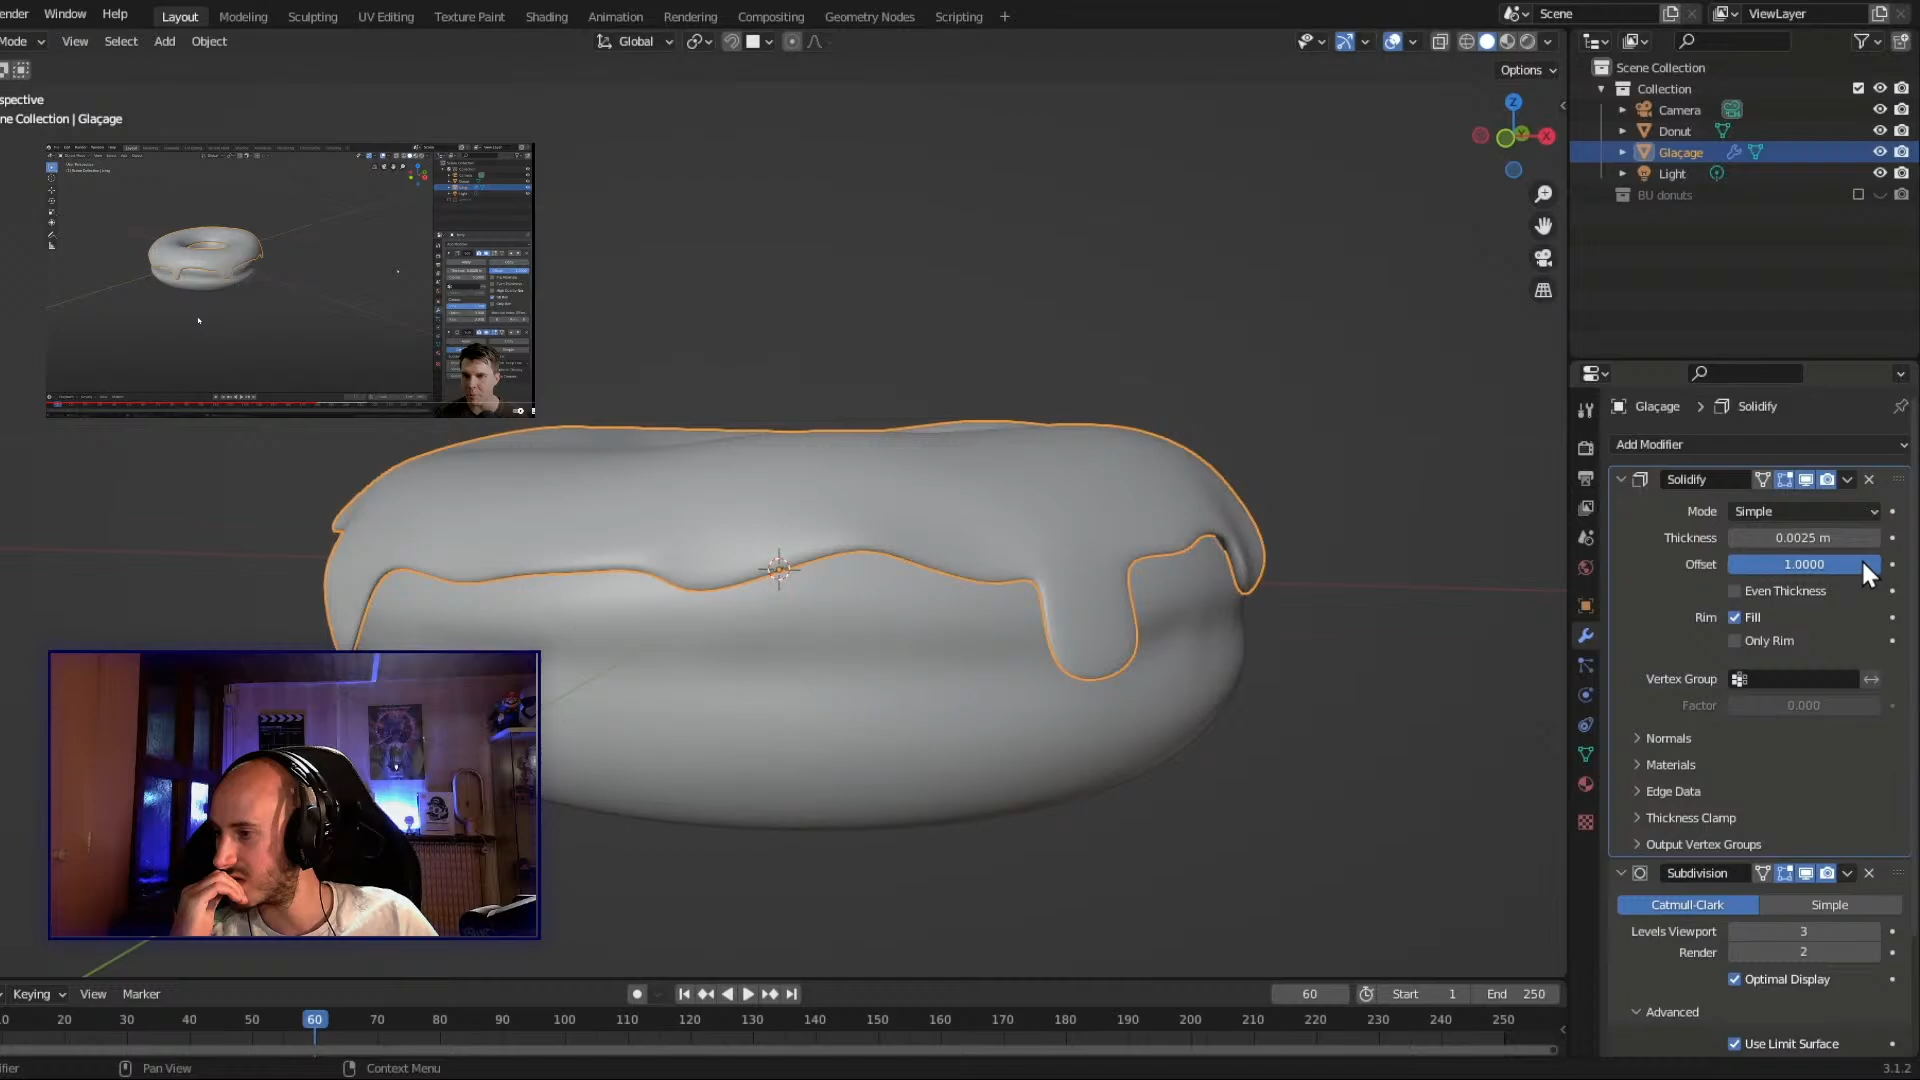 ender Window Help
Layout Modeling Sculpting UV Editing Texture Paint Shading Animation Rendering Compositing Geometry Nodes Scripting +
Scene
ViewLayer
Mode View Select Add Object
Global
Options
spective
ne Collection | Glaçage
Scene Collection
Collection
Camera
Donut
Glaçage
Light
BU donuts
Z
X
Y
Glaçage > Solidify
Add Modifier
Solidify
Mode Simple
Thickness 0.0025 m
Offset 1.0000
Even Thickness
Rim Fill
Only Rim
Vertex Group
Factor 0.000
Normals
Materials
Edge Data
Thickness Clamp
Output Vertex Groups
Subdivision
Catmull-Clark Simple
Levels Viewport 3
Render 2
Optimal Display
Advanced
Use Limit Surface
Keying View Marker
60
Start 1 End 250
0 20 30 40 50 60 70 80 90 100 110 120 130 140 150 160 170 180 190 200 210 220 230 240 250
ifier Pan View Context Menu
3.1.2